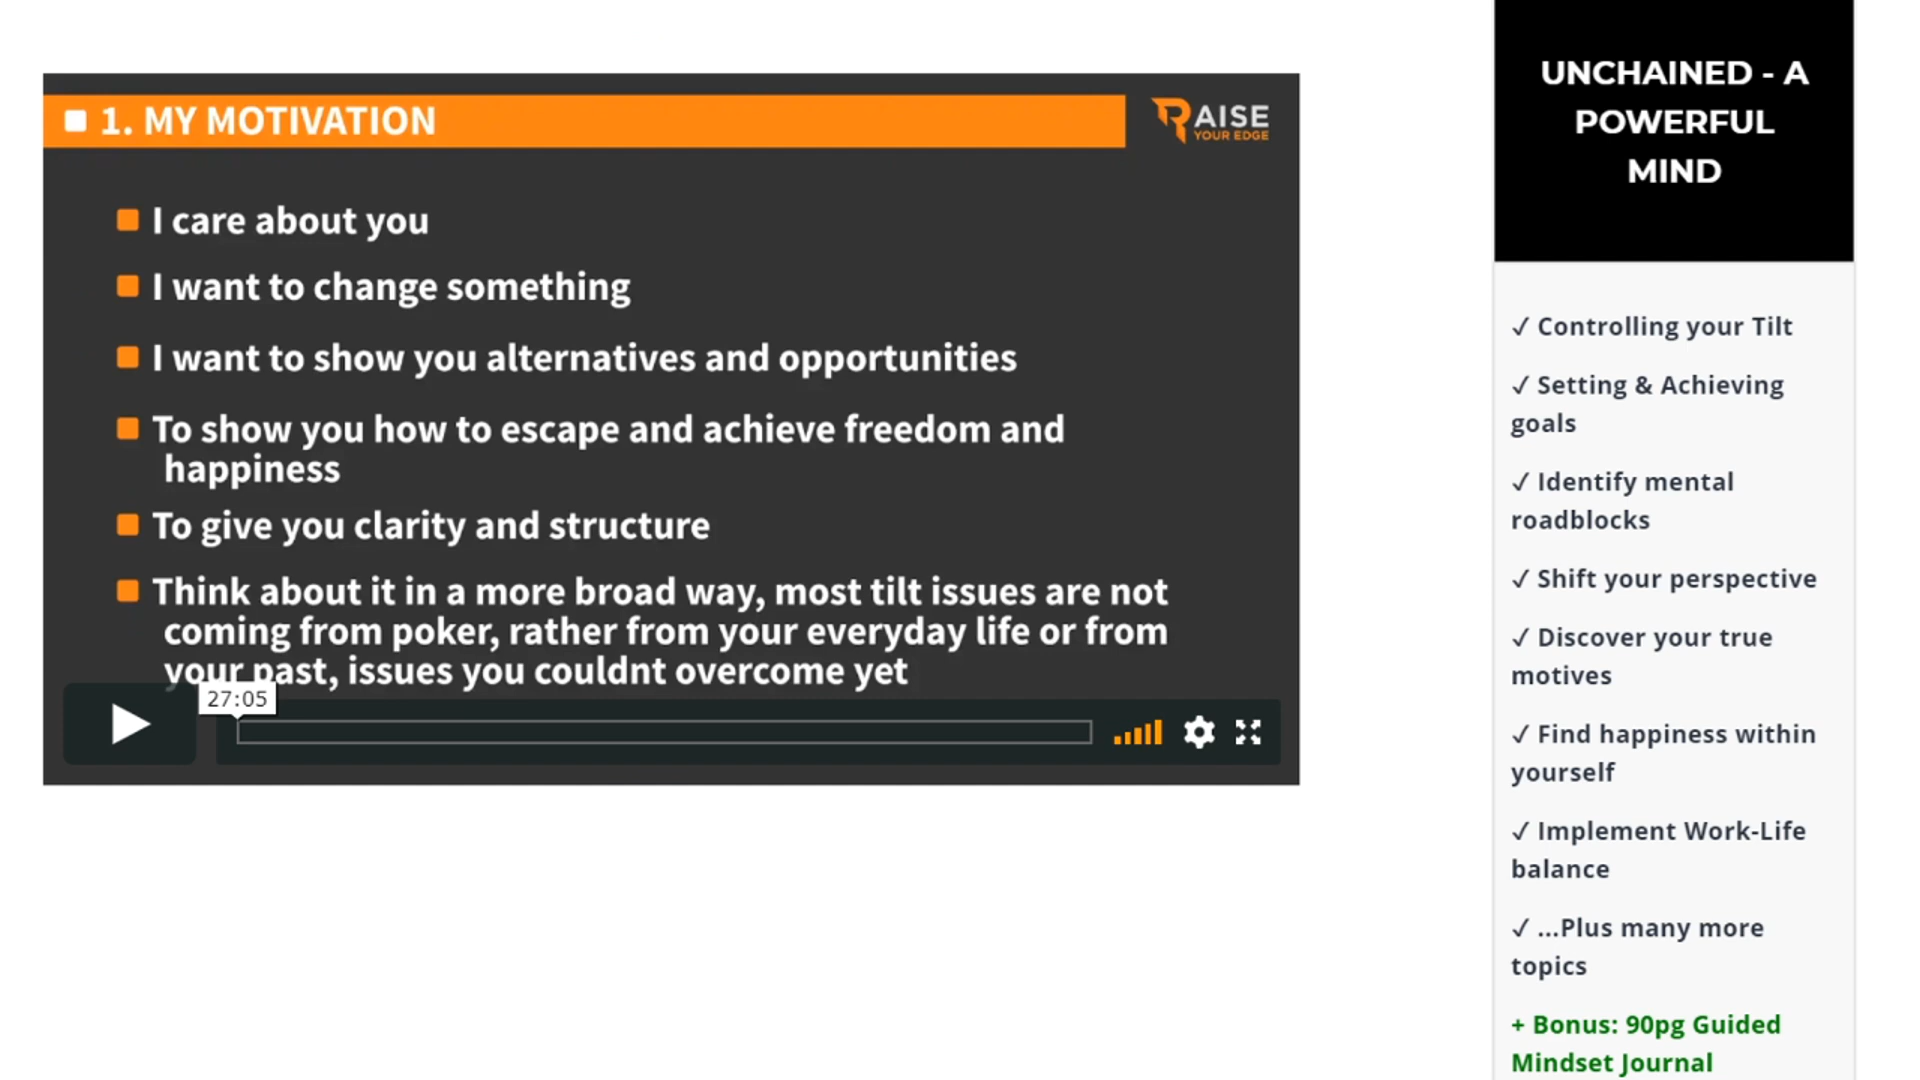 1. MY MOTIVATION
RAISE
YOUR EDGE
I care about you
I want to change something
I want to show you alternatives and opportunities
To show you how to escape and achieve freedom and
happiness
To give you clarity and structure
Think about it in a more broad way, most tilt issues are not
coming from poker, rather from your everyday life or from
your past, issues you couldnt overcome yet
27:05
UNCHAINED - A
POWERFUL
MIND
✓ Controlling your Tilt
✓ Setting & Achieving
goals
✓ Identify mental
roadblocks
✓ Shift your perspective
✓ Discover your true
motives
✓ Find happiness within
yourself
✓ Implement Work-Life
balance
✓ ...Plus many more
topics
+ Bonus: 90pg Guided
Mindset Journal